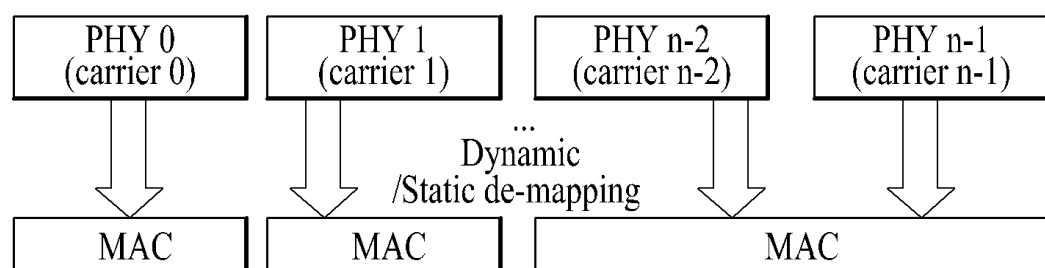 PHY 0
(carrier 0)
PHY 1
(carrier 1)
PHY n-2
(carrier n-2)
PHY n-1
(carrier n-1)
...
Dynamic
/Static de-mapping
MAC
MAC
MAC